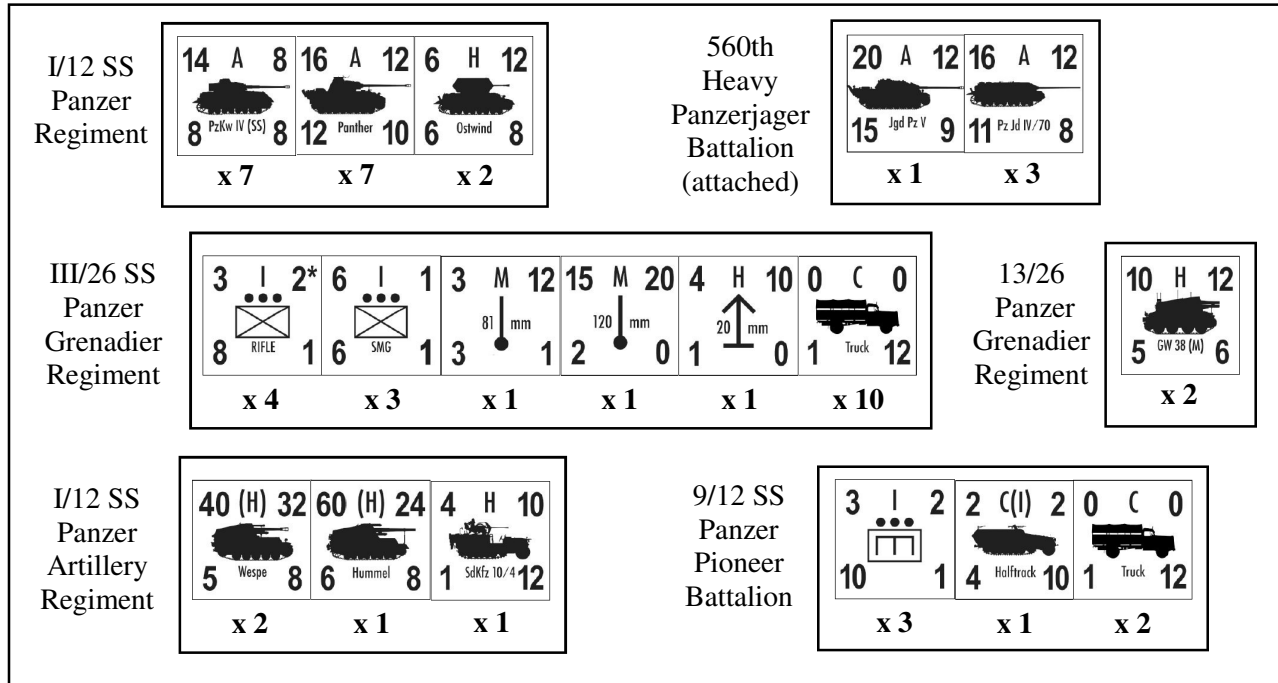 I/12 SS
Panzer
Regiment
14 A 8
PzKw IV (SS)
8 8
x 7
16 A 12
Panther
12 10
x 7
6 H 12
Ostwind
6 8
x 2
560th
Heavy
Panzerjager
Battalion
(attached)
20 A 12
Jgd Pz V
15 9
x 1
16 A 12
Pz Jd IV/70
11 8
x 3
III/26 SS
Panzer
Grenadier
Regiment
3 I 2*
RIFLE
8 1
x 4
6 I 1
SMG
6 1
x 3
3 M 12
81 mm
3 1
x 1
15 M 20
120 mm
2 0
x 1
4 H 10
20 mm
1 0
x 1
0 C 0
Truck
1 12
x 10
13/26
Panzer
Grenadier
Regiment
10 H 12
GW 38 (M)
5 6
x 2
I/12 SS
Panzer
Artillery
Regiment
40 (H) 32
Wespe
5 8
x 2
60 (H) 24
Hummel
6 8
x 1
4 H 10
SdKfz 10/4
1 12
x 1
9/12 SS
Panzer
Pioneer
Battalion
3 I 2
10 1
x 3
2 C(I) 2
Halftrack
4 10
x 1
0 C 0
Truck
1 12
x 2